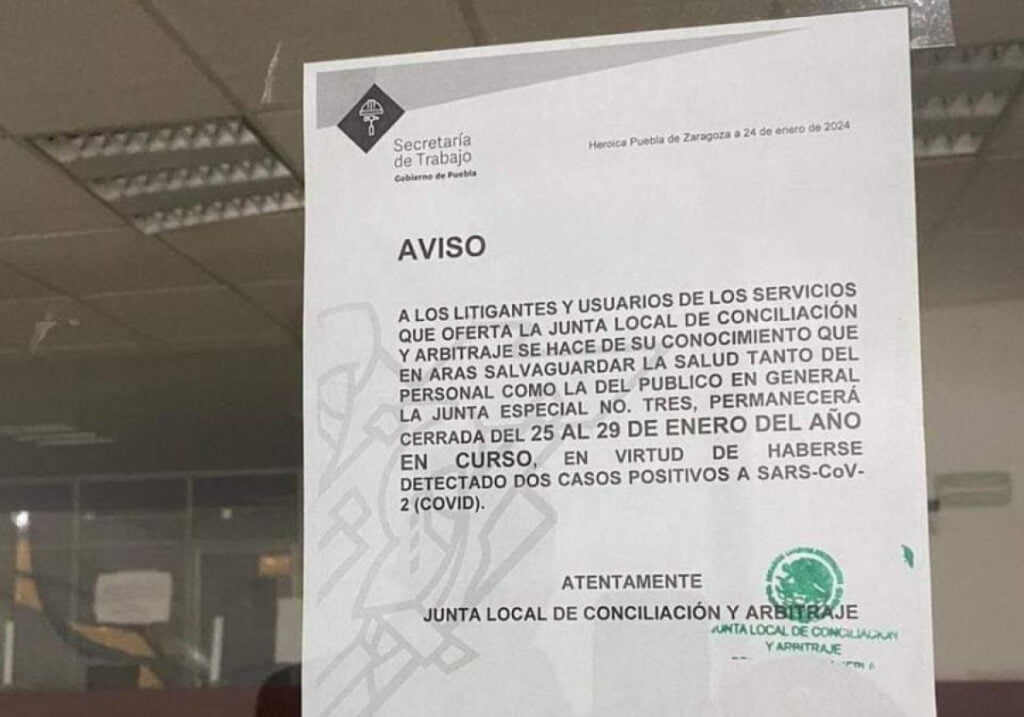 Secretaría
de Trabajo
Gobierno de Puebla
Heroica Puebla de Zaragoza a 24 de enero de 2024
AVISO
A LOS LITIGANTES Y USUARIOS DE LOS SERVICIOS
QUE OFERTA LA JUNTA LOCAL DE CONCILIACIÓN
Y ARBITRAJE SE HACE DE SU CONOCIMIENTO QUE
EN ARAS SALVAGUARDAR LA SALUD TANTO DEL
PERSONAL COMO LA DEL PUBLICO EN GENERAL
LA JUNTA ESPECIAL NO. TRES, PERMANECERÁ
CERRADA DEL 25 AL 29 DE ENERO DEL AÑO
EN CURSO, EN VIRTUD DE HABERSE
DETECTADO DOS CASOS POSITIVOS A SARS-CoV-
2 (COVID).
ATENTAMENTE
JUNTA LOCAL DE CONCILIACIÓN Y ARBITRAJE
JUNTA LOCAL DE CONCILIACION
Y ARBITRAJE